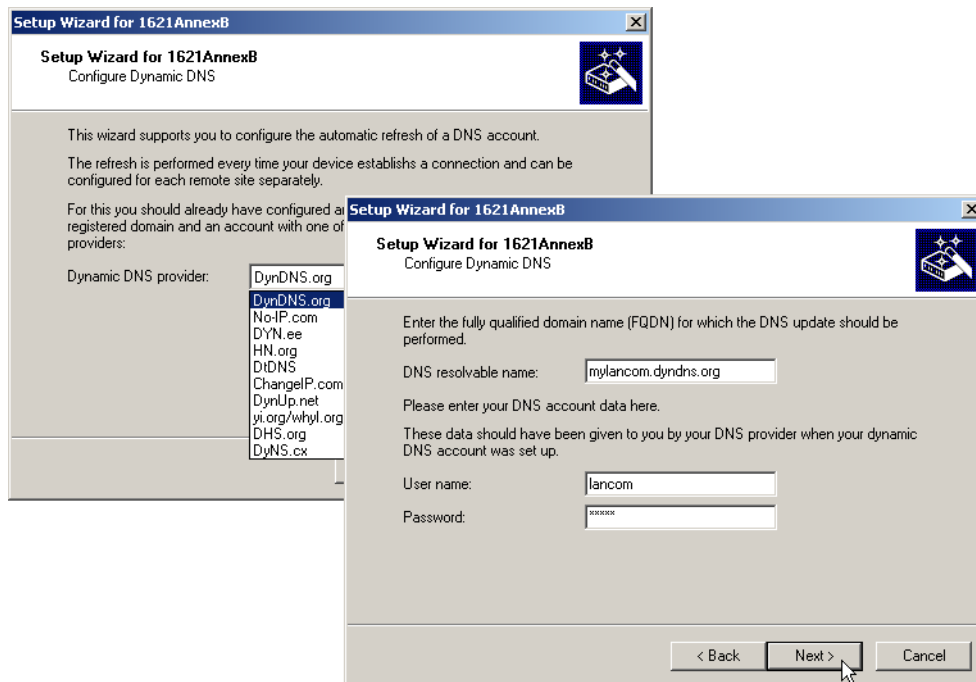 Setup Wizard for 1621AnnexB
Setup Wizard for 1621AnnexB
Configure Dynamic DNS
This wizard supports you to configure the automatic refresh of a DNS account.
The refresh is performed every time your device establishs a connection and can be
configured for each remote site separately.
For this you should already have configured a
registered domain and an account with one of
providers:
Dynamic DNS provider:
DynDNS.org
DynDNS.org
No-IP.com
DYN.ee
HN.org
DtDNS
ChangeIP.com
DynUp.net
yi.org/whyI.org
DHS.org
DyNS.cx
Setup Wizard for 1621AnnexB
Setup Wizard for 1621AnnexB
Configure Dynamic DNS
Enter the fully qualified domain name (FQDN) for which the DNS update should be
performed.
DNS resolvable name:
mylancom.dyndns.org
Please enter your DNS account data here.
These data should have been given to you by your DNS provider when your dynamic
DNS account was set up.
User name:
lancom
Password:
*****
< Back
Next >
Cancel